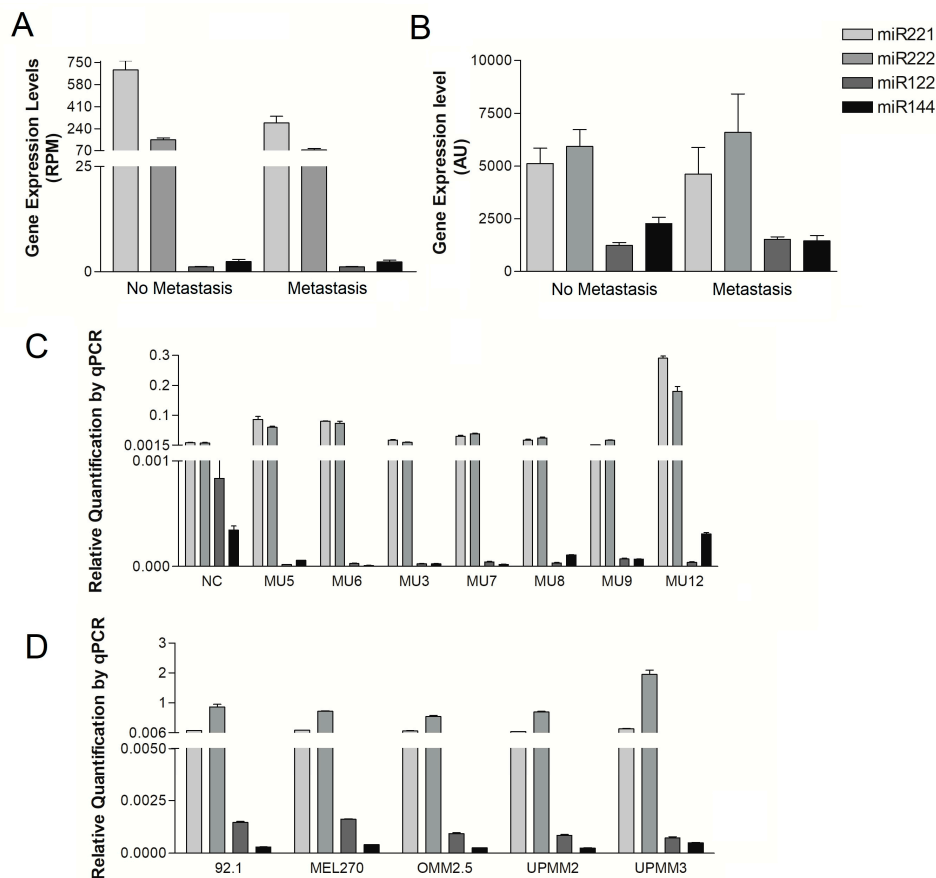 A
B
miR221
miR222
miR122
miR144
Gene Expression Levels
(RPM)
750
580
410
240
70
25
0
No Metastasis
Metastasis
Gene Expression level
(AU)
10000
7500
5000
2500
0
No Metastasis
Metastasis
C
Relative Quantification by qPCR
0.3
0.2
0.1
0.0015
0.001
0.000
NC
MU5
MU6
MU3
MU7
MU8
MU9
MU12
D
Relative Quantification by qPCR
3
2
1
0.006
0.0050
0.0025
0.0000
92.1
MEL270
OMM2.5
UPMM2
UPMM3